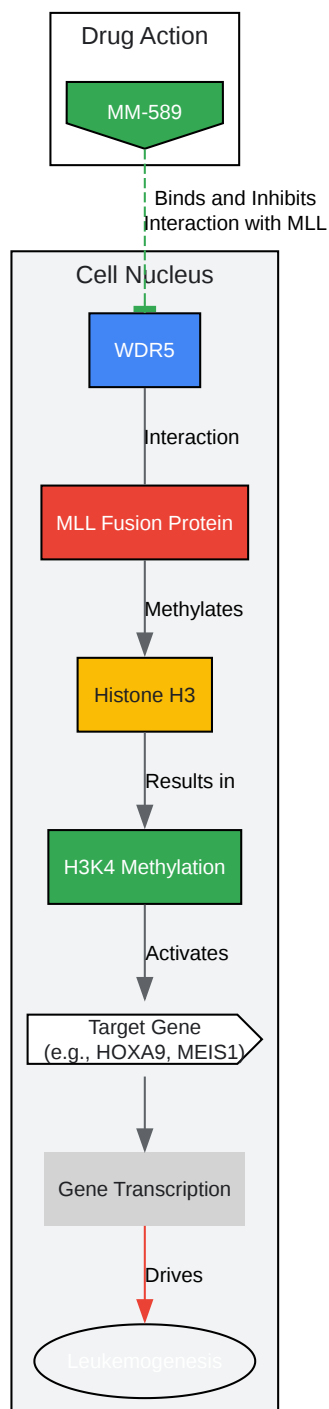 Drug Action
MM-589
Binds and Inhibits
Interaction with MLL
Cell Nucleus
WDR5
Interaction
MLL Fusion Protein
Methylates
Histone H3
Results in
H3K4 Methylation
Activates
Target Gene
(e.g., HOXA9, MEIS1)
Gene Transcription
Drives
Leukemogenesis